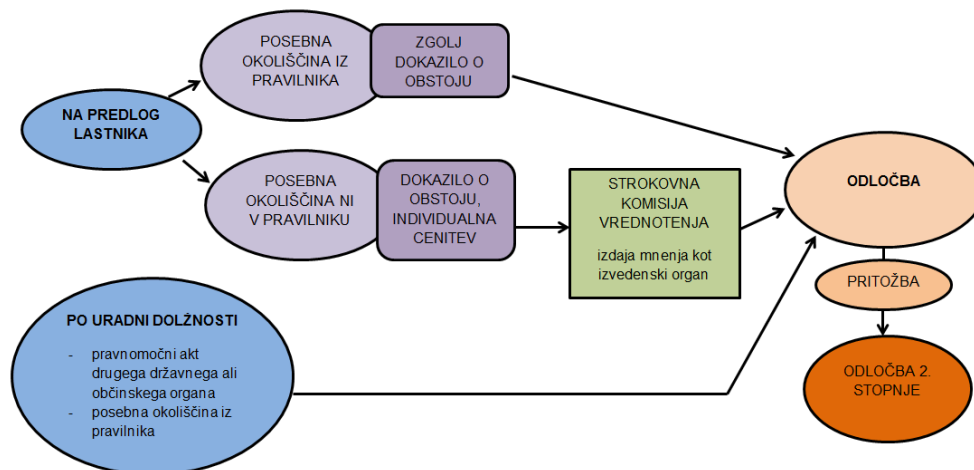 POSEBNA
OKOLIŠČINA IZ
PRAVILNIKA
ZGOLJ
DOKAZILO O
OBSTOJU
NA PREDLOG
LASTNIKA
POSEBNA
OKOLIŠČINA NI
V PRAVILNIKU
DOKAZILO O
OBSTOJU,
INDIVIDUALNA
CENITEV
STROKOVNA
KOMISIJA
VREDNOTENJA
izdaja mnenja kot
izvedenski organ
ODLOČBA
PRITOŽBA
ODLOČBA 2.
STOPNJE
PO URADNI DOLŽNOSTI
- pravnomočni akt
drugega državnega ali
občinskega organa
- posebna okoliščina iz
pravilnika